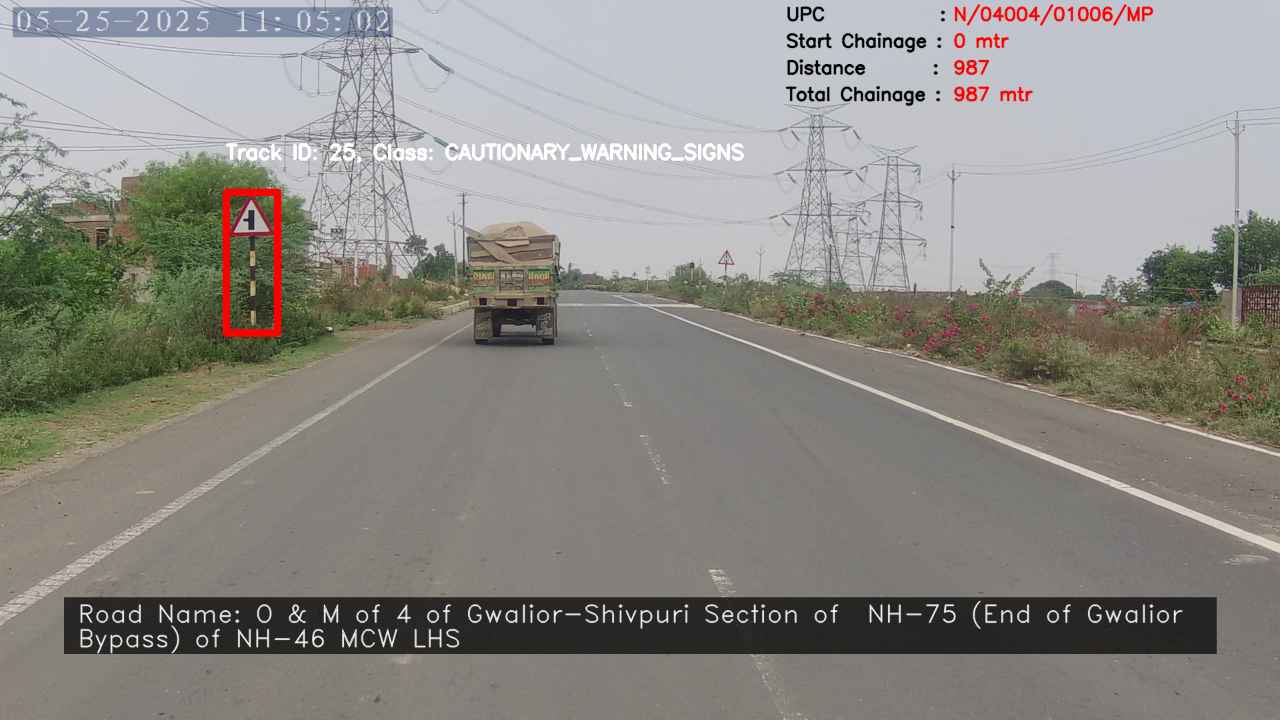 05-25-2025 11:05:02
UPC : N/04004/01006/MP
Start Chainage : 0 mtr
Distance : 987
Total Chainage : 987 mtr
Track ID: 25, Class: CAUTIONARY_WARNING_SIGNS
Road Name: O & M of 4 of Gwalior-Shivpuri Section of NH-75 (End of Gwalior
Bypass) of NH-46 MCW LHS